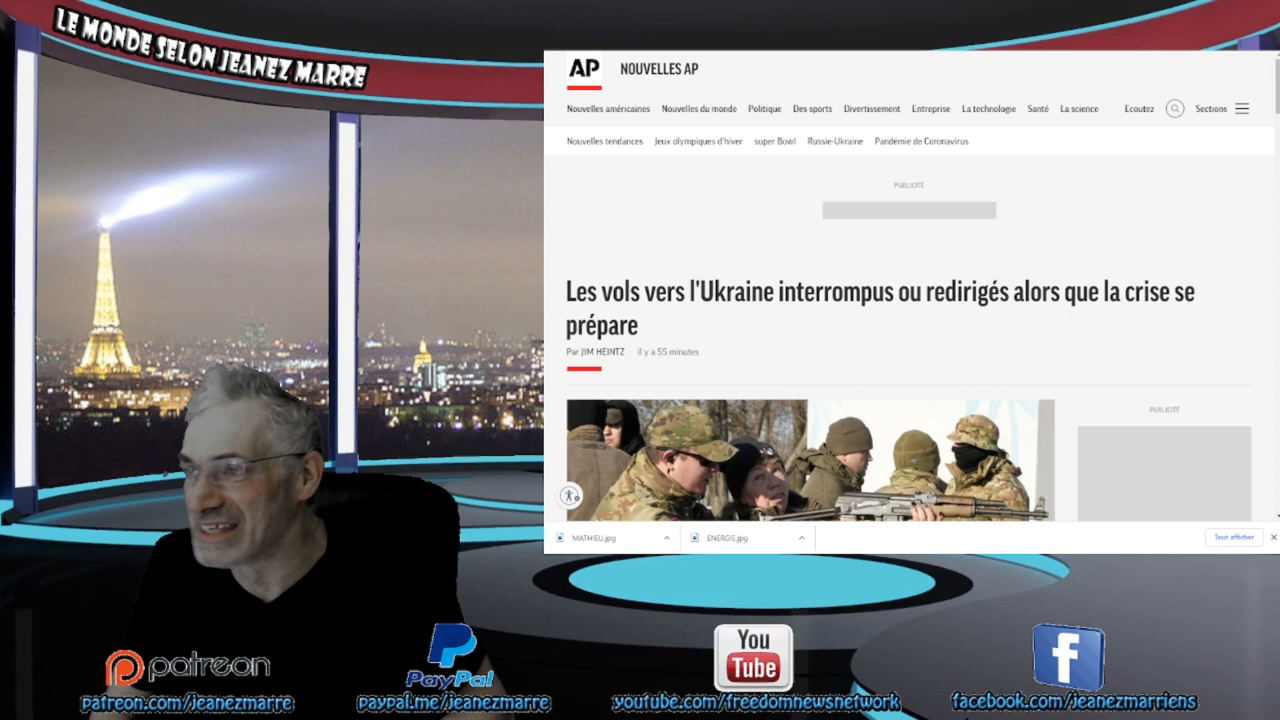 LE MONDE SELON JEANEZ MARRE
AP NOUVELLES AP
Nouvelles américaines Nouvelles du monde Politique Des sports Divertissement Entreprise La technologie Santé La science Ecoutez Sections
Nouvelles tendances Jeux olympiques d'hiver super Bowl Russie-Ukraine Pandémie de Coronavirus
PUBLICITÉ
Les vols vers l'Ukraine interrompus ou redirigés alors que la crise se
prépare
Par JIM HEINTZ il y a 55 minutes
PUBLICITÉ
MATHIEU.jpg ENERGIE.jpg Tout afficher
patreon
patreon.com/jeanezmarre
PayPal
paypal.me/jeanezmarre
You
Tube
youtube.com/freedomnewsnetwork
f
facebook.com/jeanezmarriens